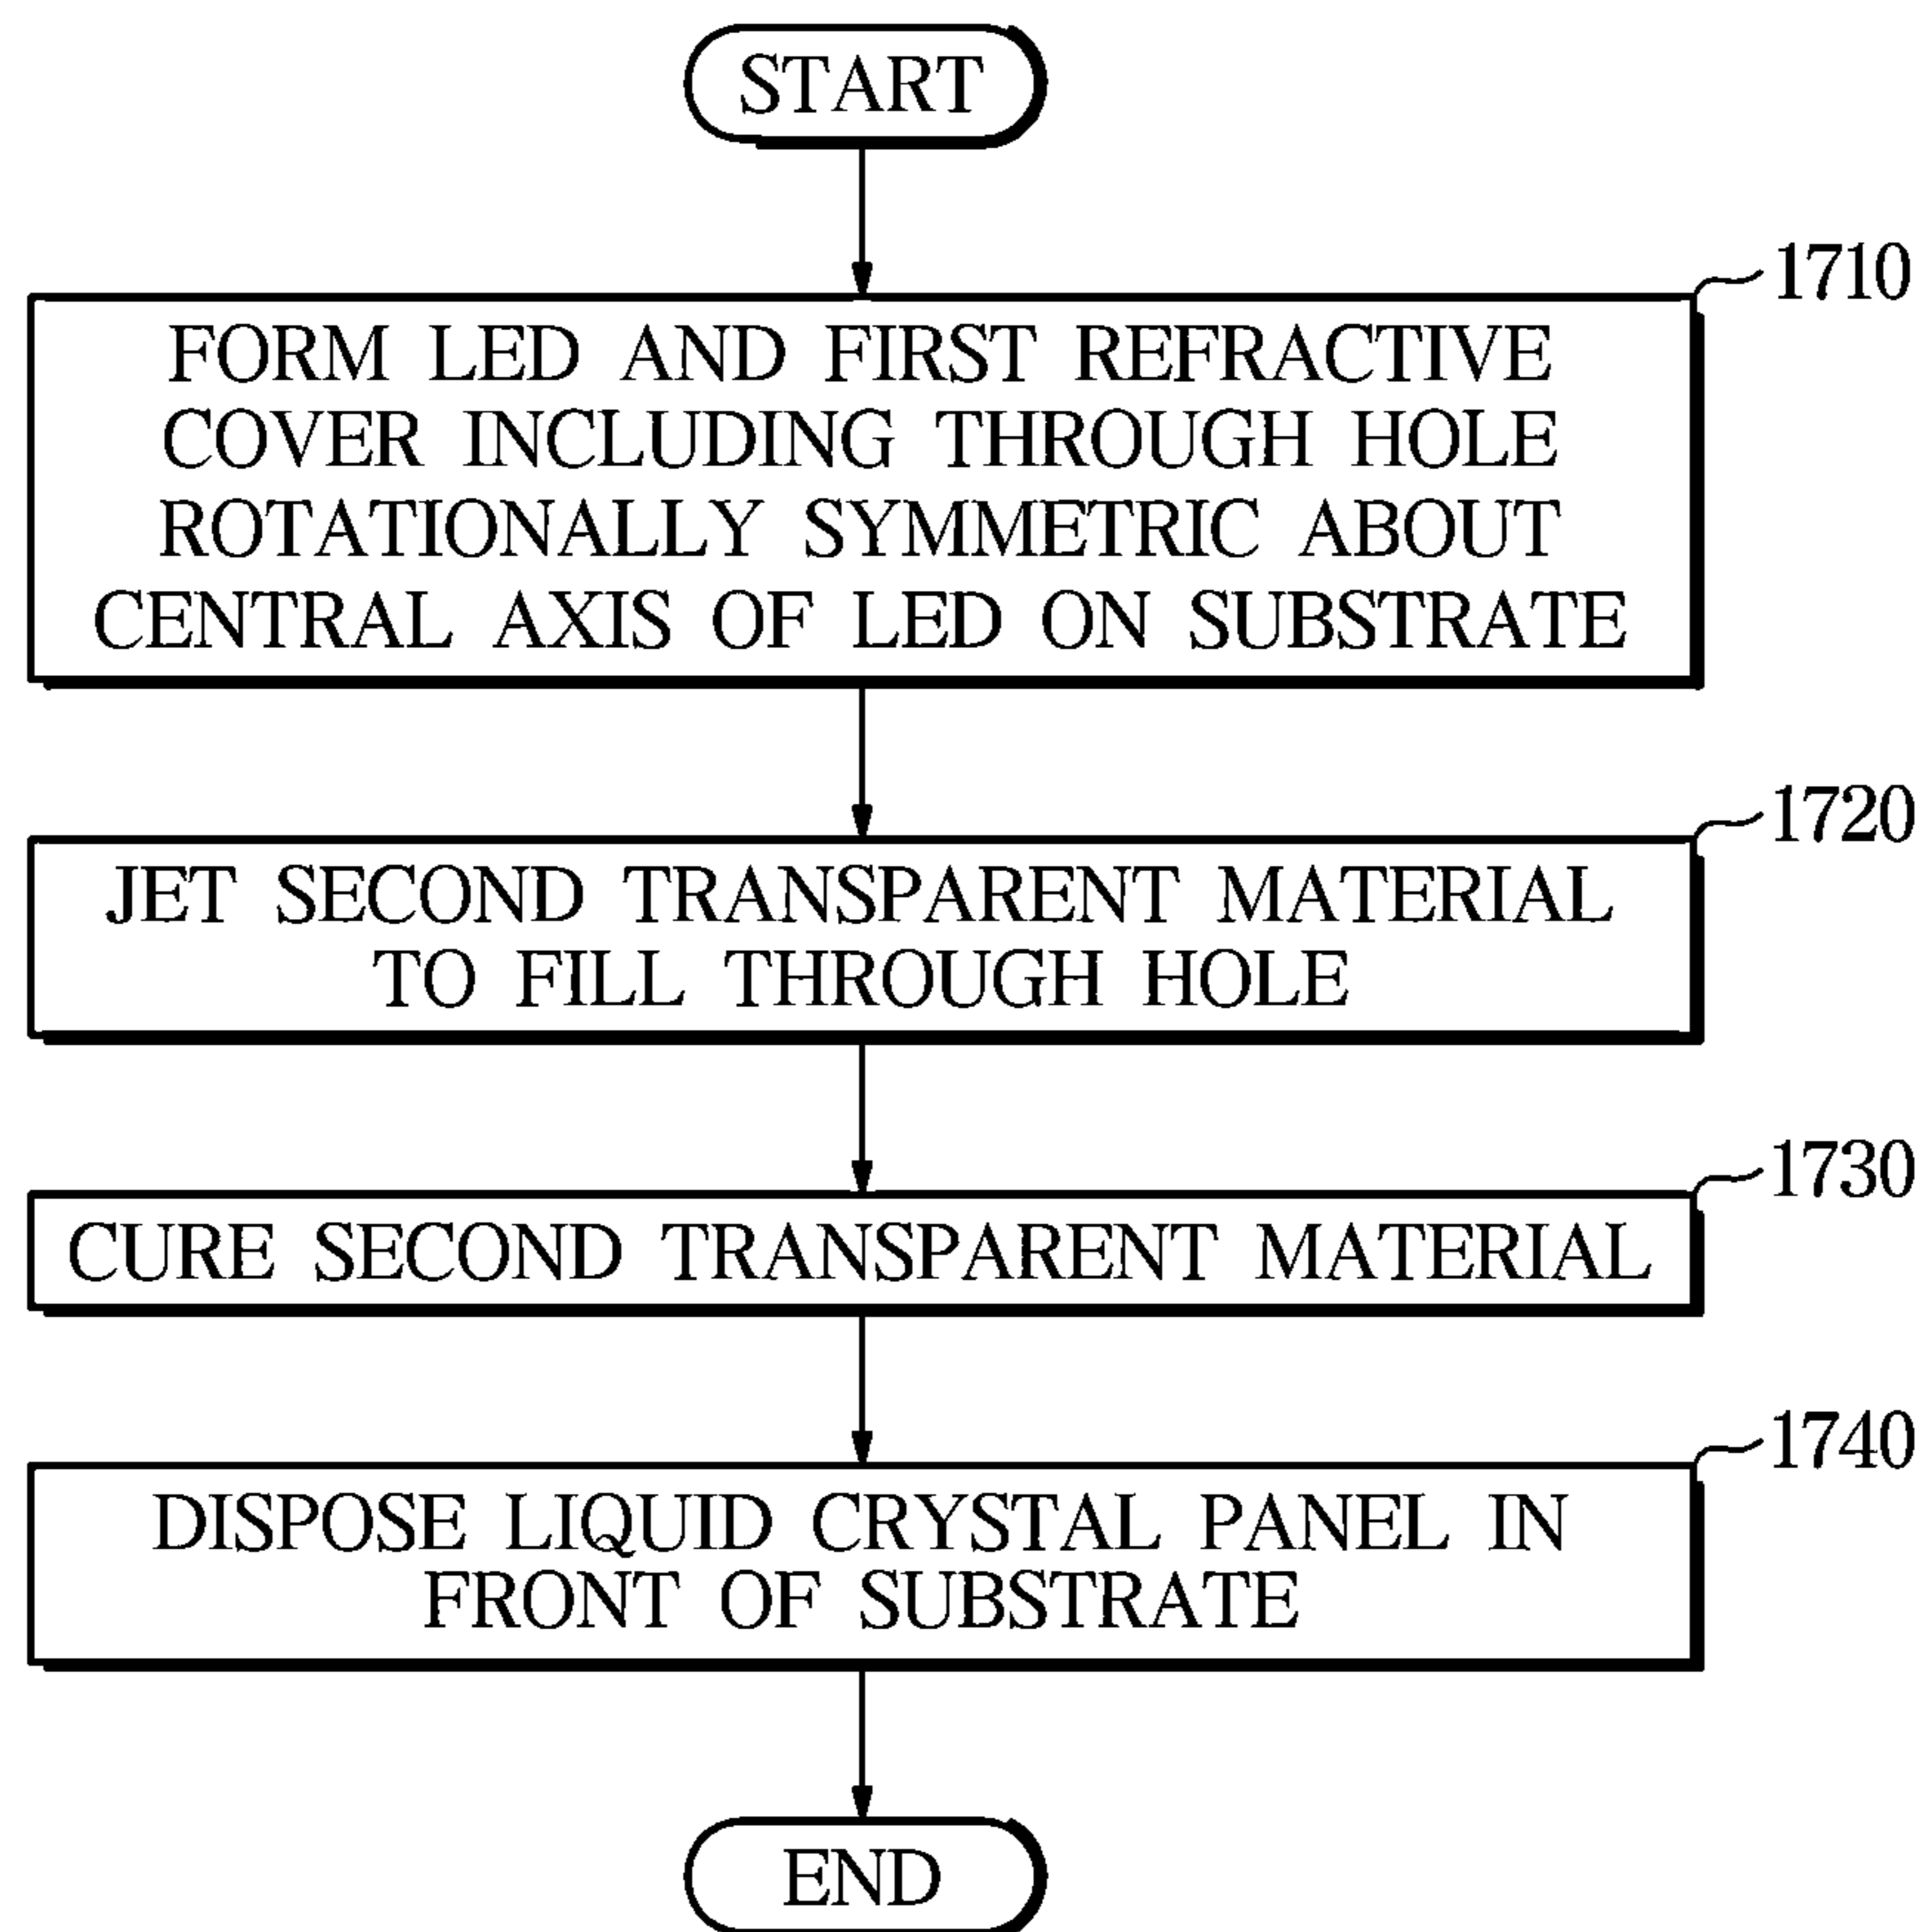 START
1710
FORM LED AND FIRST REFRACTIVE
COVER INCLUDING THROUGH HOLE
ROTATIONALLY SYMMETRIC ABOUT
CENTRAL AXIS OF LED ON SUBSTRATE
1720
JET SECOND TRANSPARENT MATERIAL
TO FILL THROUGH HOLE
1730
CURE SECOND TRANSPARENT MATERIAL
1740
DISPOSE LIQUID CRYSTAL PANEL IN
FRONT OF SUBSTRATE
END